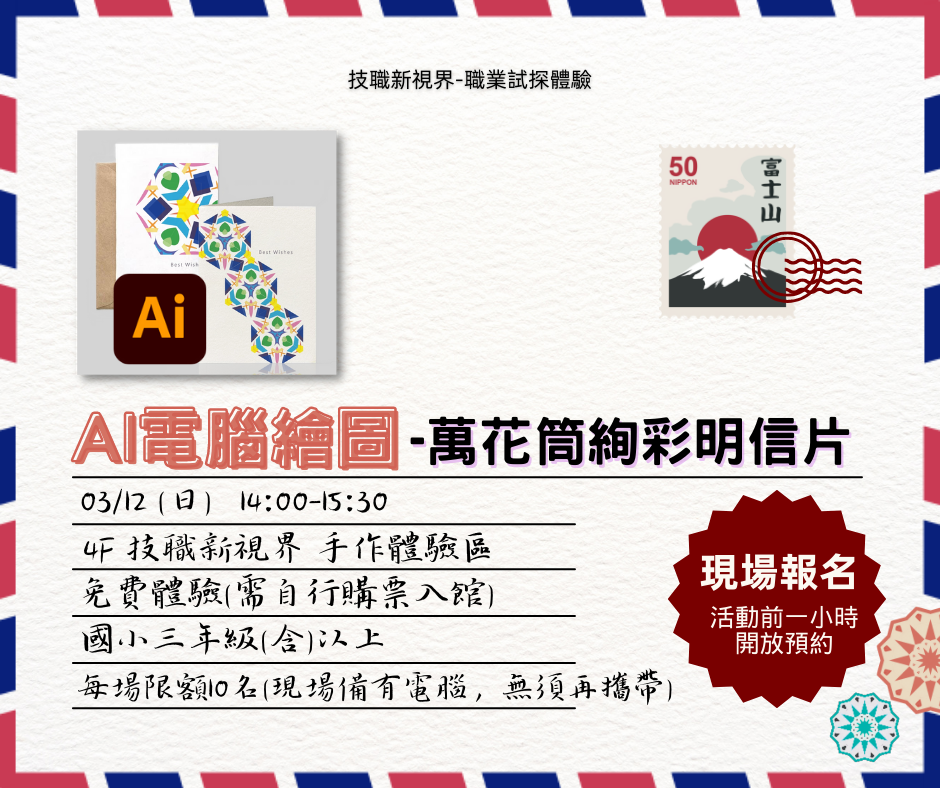 技職新視界-職業試探體驗
50
NIPPON
富士山
Best Wishes
Best Wish
Ai
AI電腦繪圖-萬花筒絢彩明信片
03/12 (日) 14:00-15:30
4F 技職新視界 手作體驗區
免費體驗(需自行購票入館)
國小三年級(含)以上
每場限額10名(現場備有電腦，無須再攜帶)
現場報名
活動前一小時
開放預約